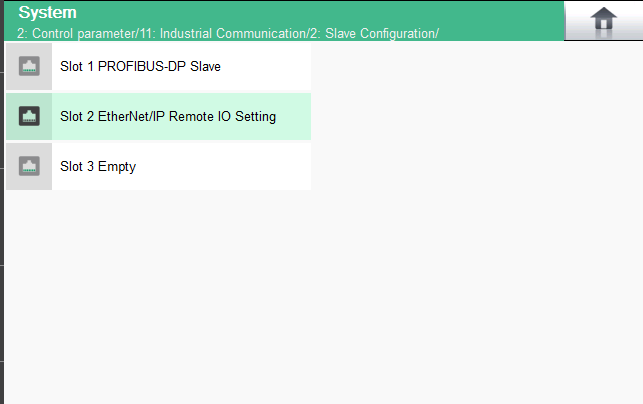 System
2: Control parameter/11: Industrial Communication/2: Slave Configuration/
Slot 1 PROFIBUS-DP Slave
Slot 2 EtherNet/IP Remote IO Setting
Slot 3 Empty